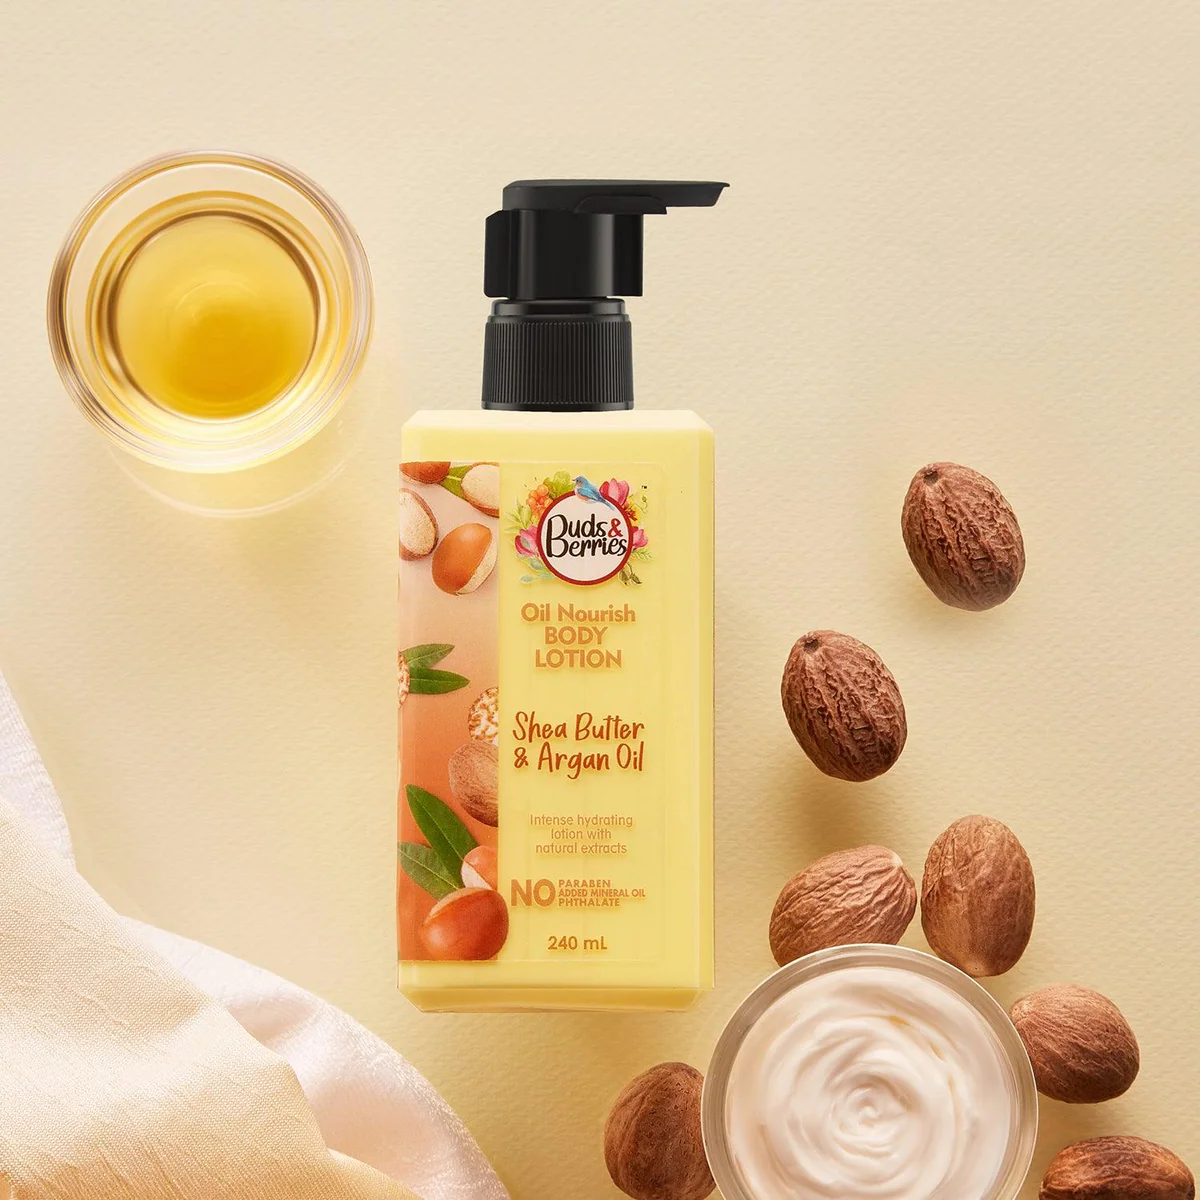 Buds&
Berries
™
Oil Nourish
BODY
LOTION
Shea Butter
& Argan Oil
Intense hydrating
lotion with
natural extracts
NO PARABEN
ADDED MINERAL OIL
PHTHALATE
240 mL